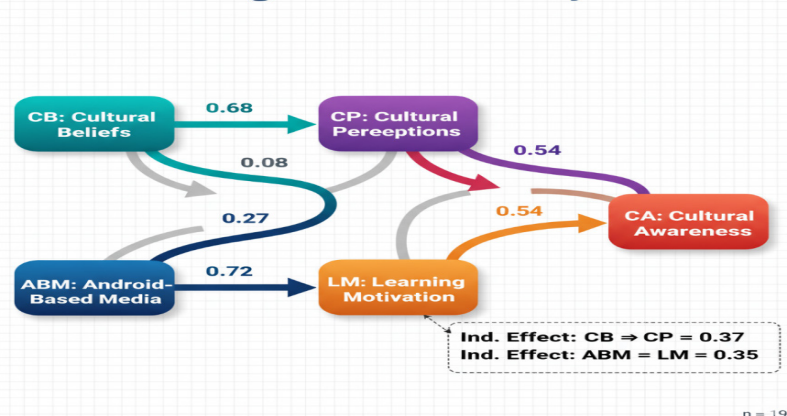 0.68
CB: Cultural
Beliefs
CP: Cultural
Pereeptions
0.08
0.54
0.27
0.54
CA: Cultural
Awareness
0.72
ABM: Android-
Based Media
LM: Learning
Motivation
Ind. Effect: CB ⇒ CP = 0.37
Ind. Effect: ABM = LM = 0.35